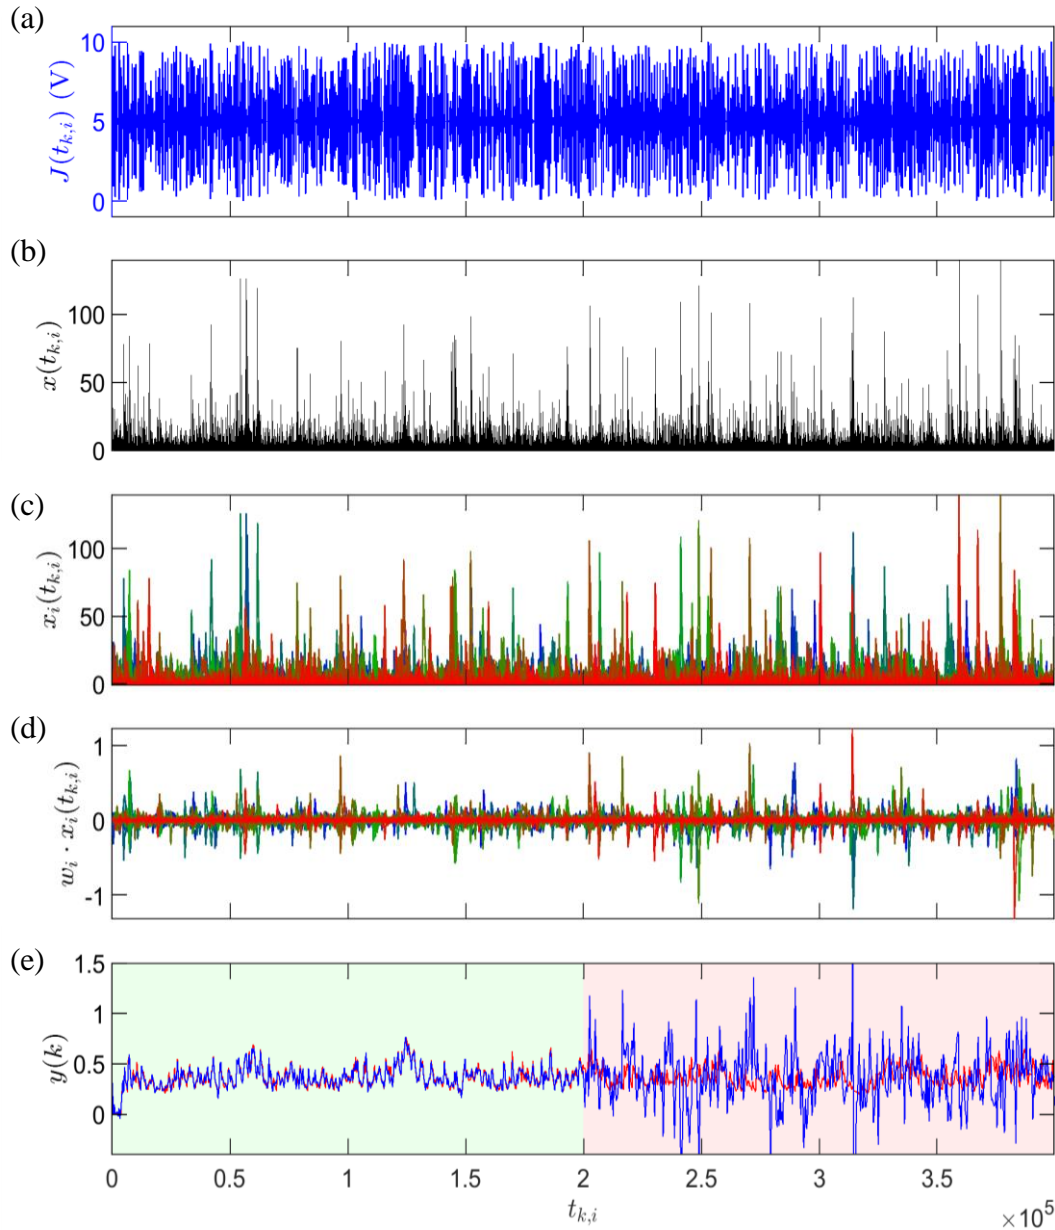 (a)
J(t_{k,i}) (V)
10
5
0
(b)
x(t_{k,i})
100
50
0
(c)
x_i(t_{k,i})
100
50
0
(d)
w_i · x_i(t_{k,i})
1
0
-1
(e)
y(k)
1.5
1
0.5
0
0 0.5 1 1.5 2 2.5 3 3.5
t_{k,i}
×10^5